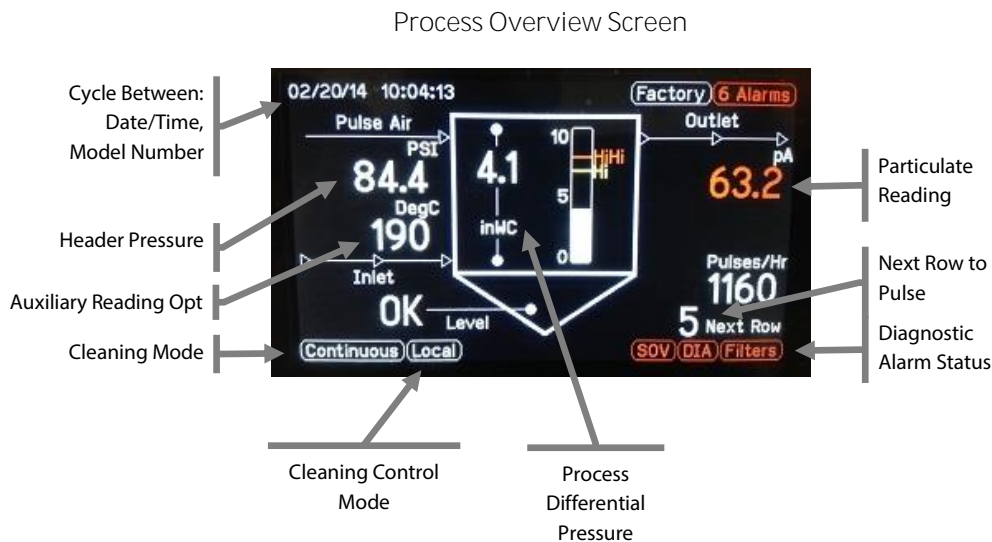 Process Overview Screen
Cycle Between:
Date/Time,
Model Number
Header Pressure
Auxiliary Reading Opt
Cleaning Mode
02/20/14 10:04:13
Factory 6 Alarms
Pulse Air
PSI
84.4
DegC
190
Inlet
OK Level
Continuous Local
4.1
inWC
10
HiHi
Hi
5
0
Outlet
pA
63.2
Pulses/Hr
1160
5 Next Row
SOV DIA Filters
Particulate
Reading
Next Row to
Pulse
Diagnostic
Alarm Status
Cleaning Control
Mode
Process
Differential
Pressure